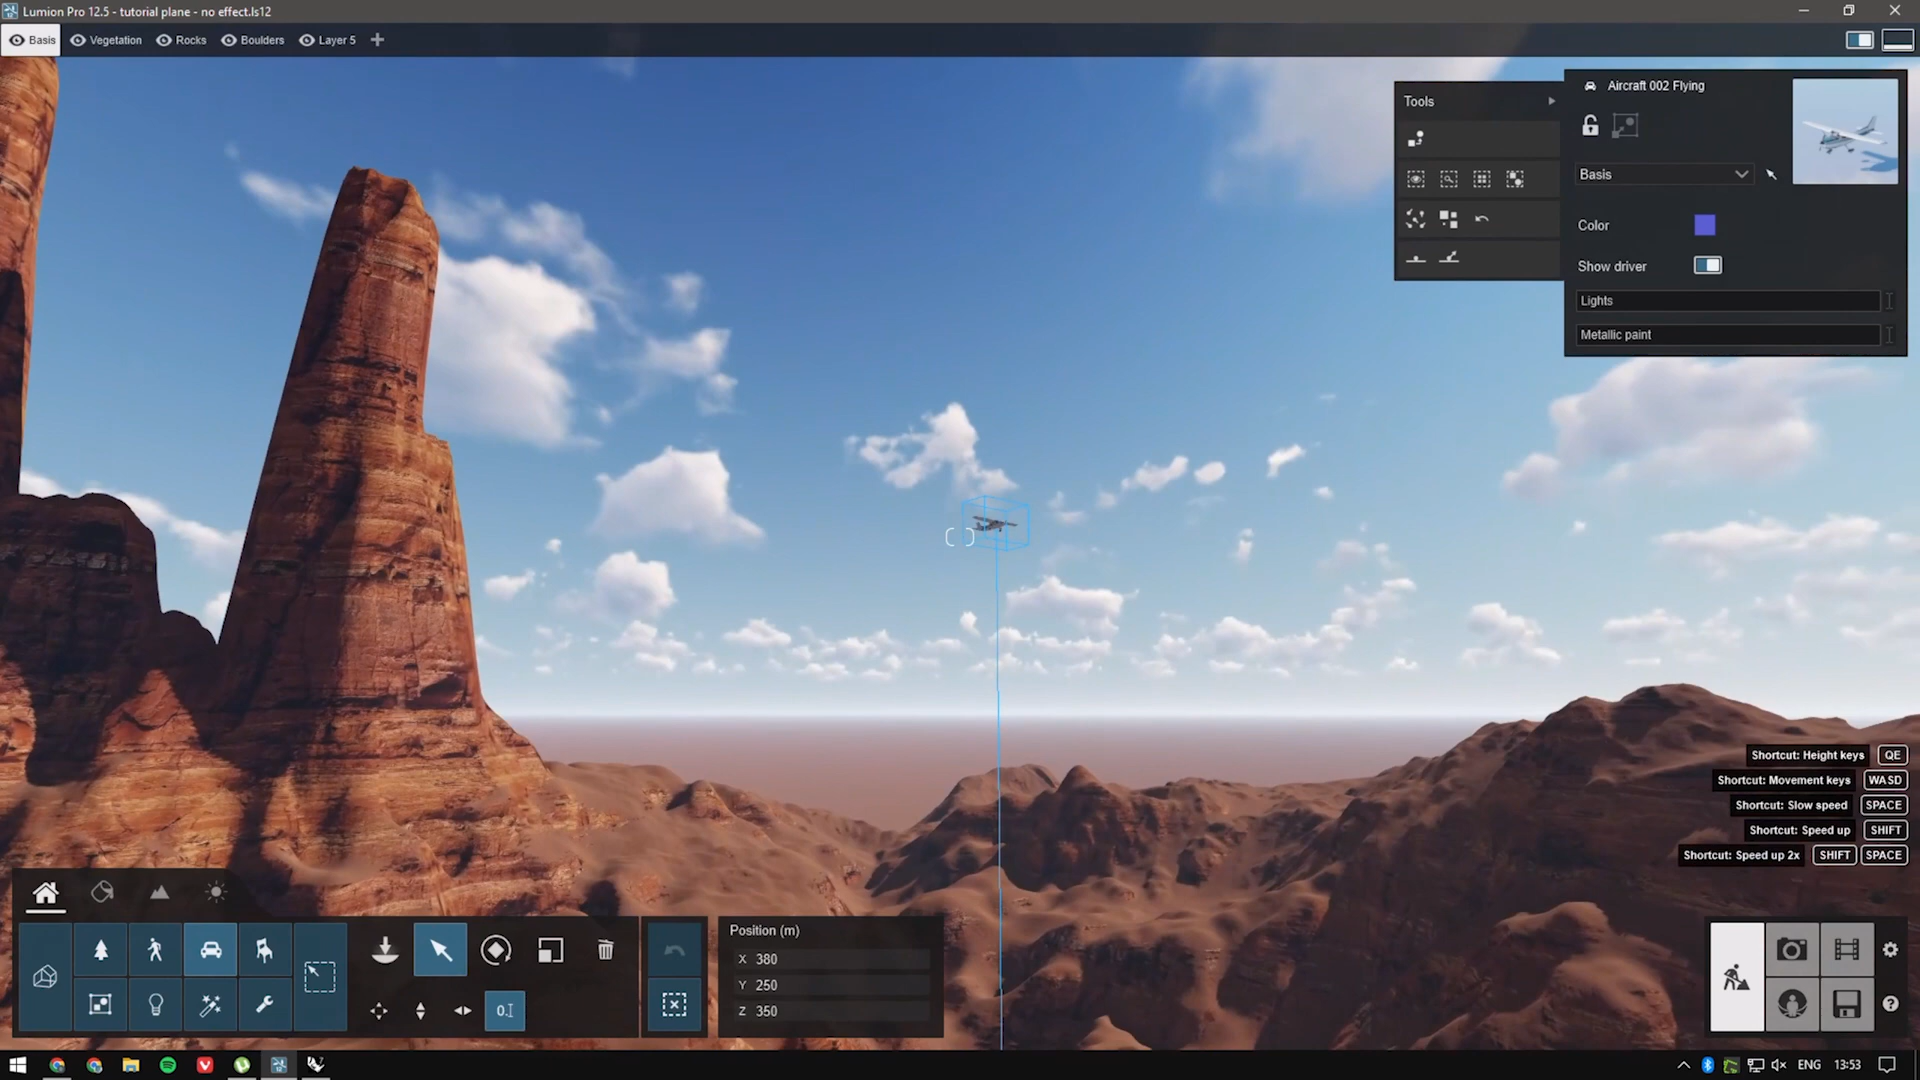 Lumion Pro 12.5 - tutorial plane - no effect.ls12
Basis
Vegetation
Rocks
Boulders
Layer 5
Tools
Aircraft 002 Flying
Basis
Color
Show driver
Lights
Metallic paint
Shortcut: Height keys QE
Shortcut: Movement keys WASD
Shortcut: Slow speed SPACE
Shortcut: Speed up SHIFT
Shortcut: Speed up 2x SHIFT SPACE
Position (m)
X 380
Y 250
Z 350
ENG
13:53